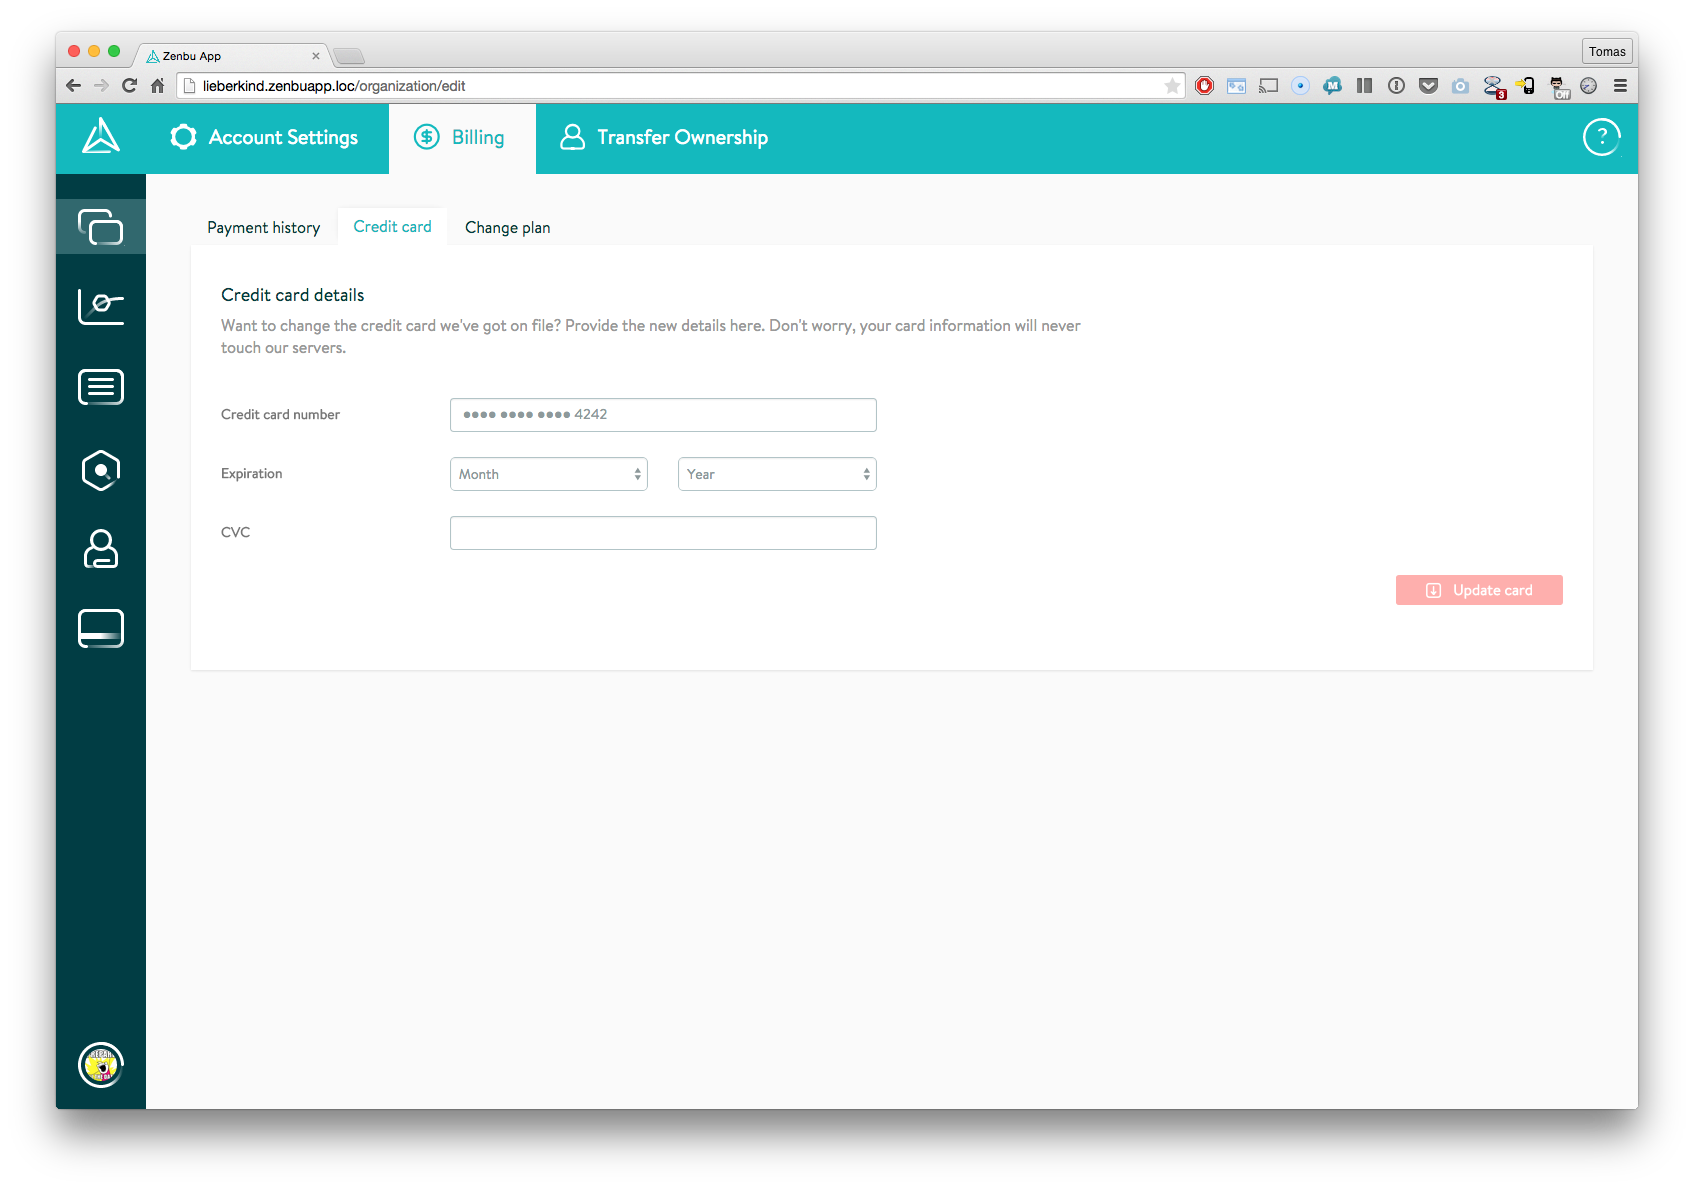 Zenbu App
Tomas
lieberkind.zenbuapp.loc/organization/edit
3
Off
Account Settings
Billing
Transfer Ownership
?
Payment history
Credit card
Change plan
Credit card details
Want to change the credit card we've got on file? Provide the new details here. Don't worry, your card information will never
touch our servers.
Credit card number
•••• •••• •••• 4242
Expiration
Month
Year
CVC
Update card